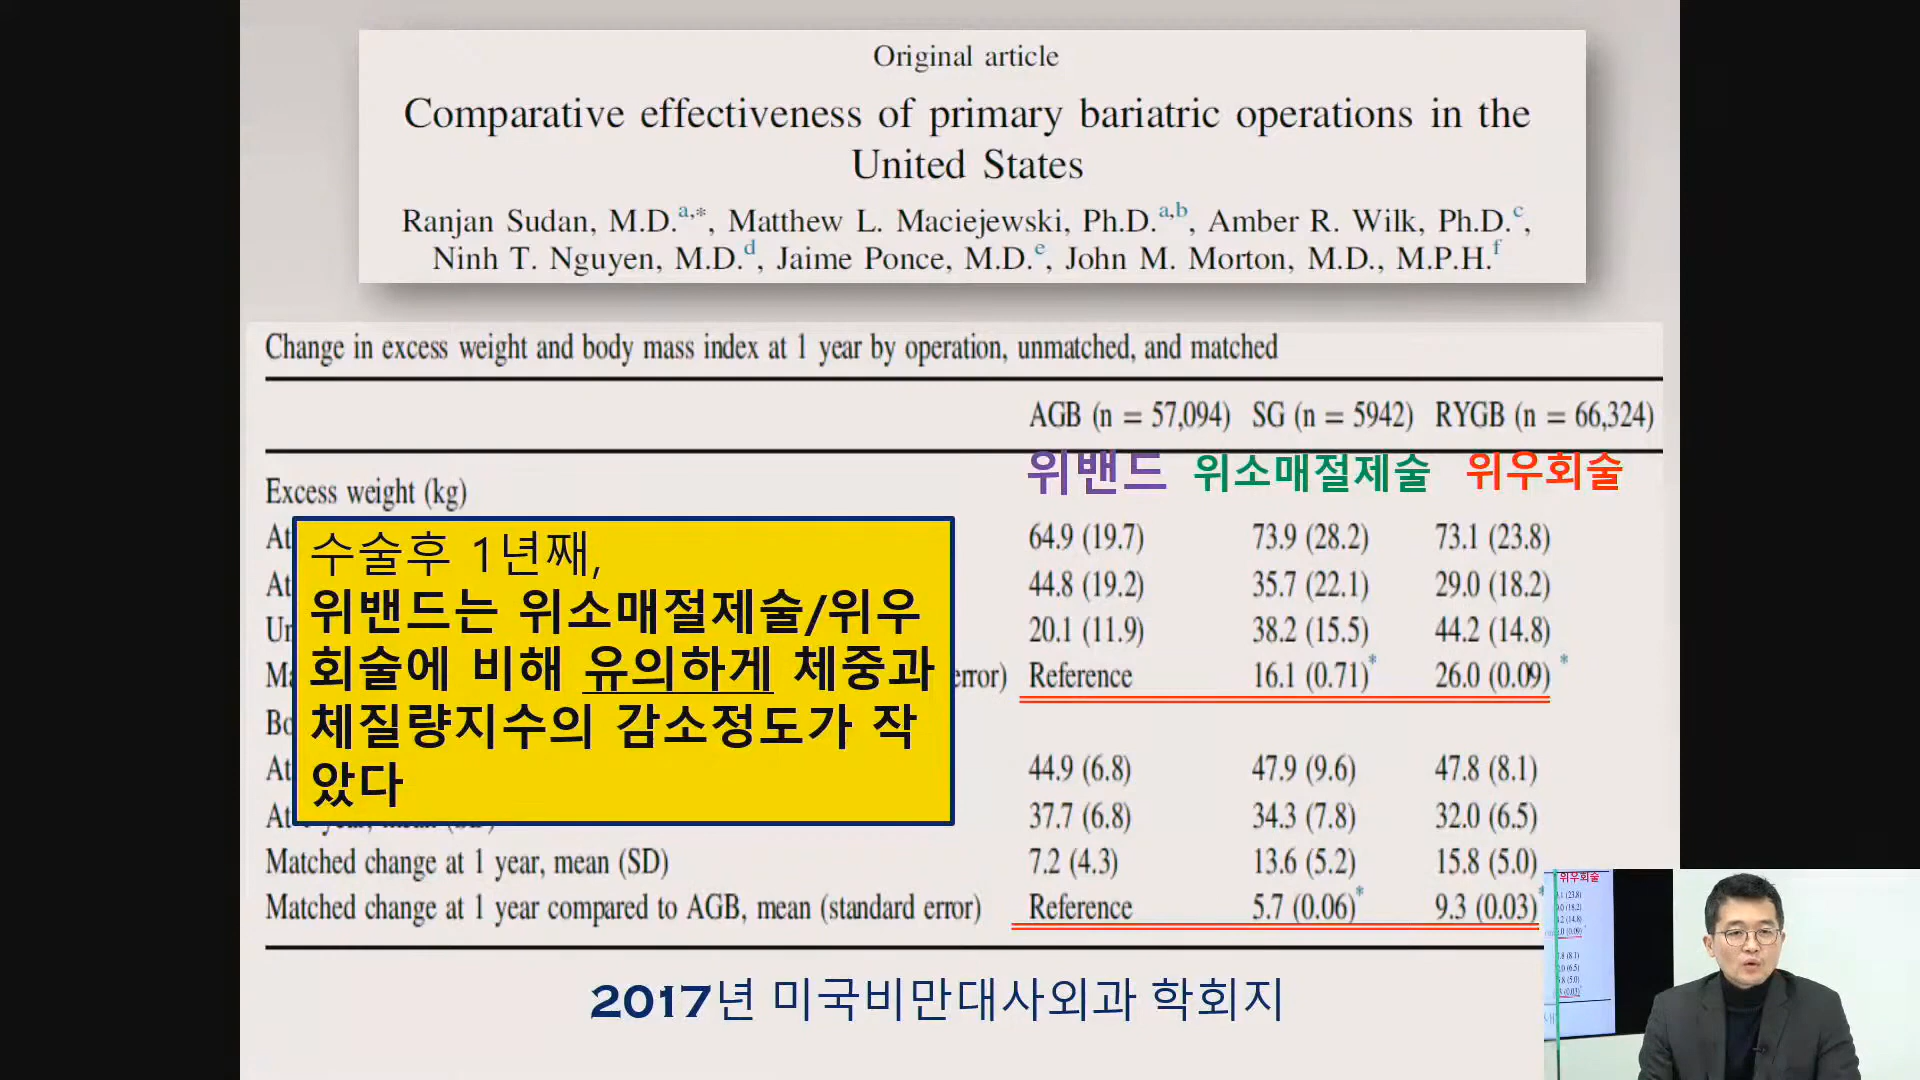 Original article
Comparative effectiveness of primary bariatric operations in the
United States
Ranjan Sudan, M.D.a,*, Matthew L. Maciejewski, Ph.D.a,b, Amber R. Wilk, Ph.D.c,
Ninh T. Nguyen, M.D.d, Jaime Ponce, M.D.e, John M. Morton, M.D., M.P.H.f
Change in excess weight and body mass index at 1 year by operation, unmatched, and matched
AGB (n = 57,094) SG (n = 5942) RYGB (n = 66,324)
위밴드 위소매절제술 위우회술
Excess weight (kg)
At 64.9 (19.7) 73.9 (28.2) 73.1 (23.8)
At 44.8 (19.2) 35.7 (22.1) 29.0 (18.2)
20.1 (11.9) 38.2 (15.5) 44.2 (14.8)
error) Reference 16.1 (0.71)* 26.0 (0.09)*
수술후 1년째,
위밴드는 위소매절제술/위우
회술에 비해 유의하게 체중과
체질량지수의 감소정도가 작
았다
At 44.9 (6.8) 47.9 (9.6) 47.8 (8.1)
At 37.7 (6.8) 34.3 (7.8) 32.0 (6.5)
Matched change at 1 year, mean (SD) 7.2 (4.3) 13.6 (5.2) 15.8 (5.0)
Matched change at 1 year compared to AGB, mean (standard error) Reference 5.7 (0.06)* 9.3 (0.03)*
2017년 미국비만대사외과 학회지
위우회술